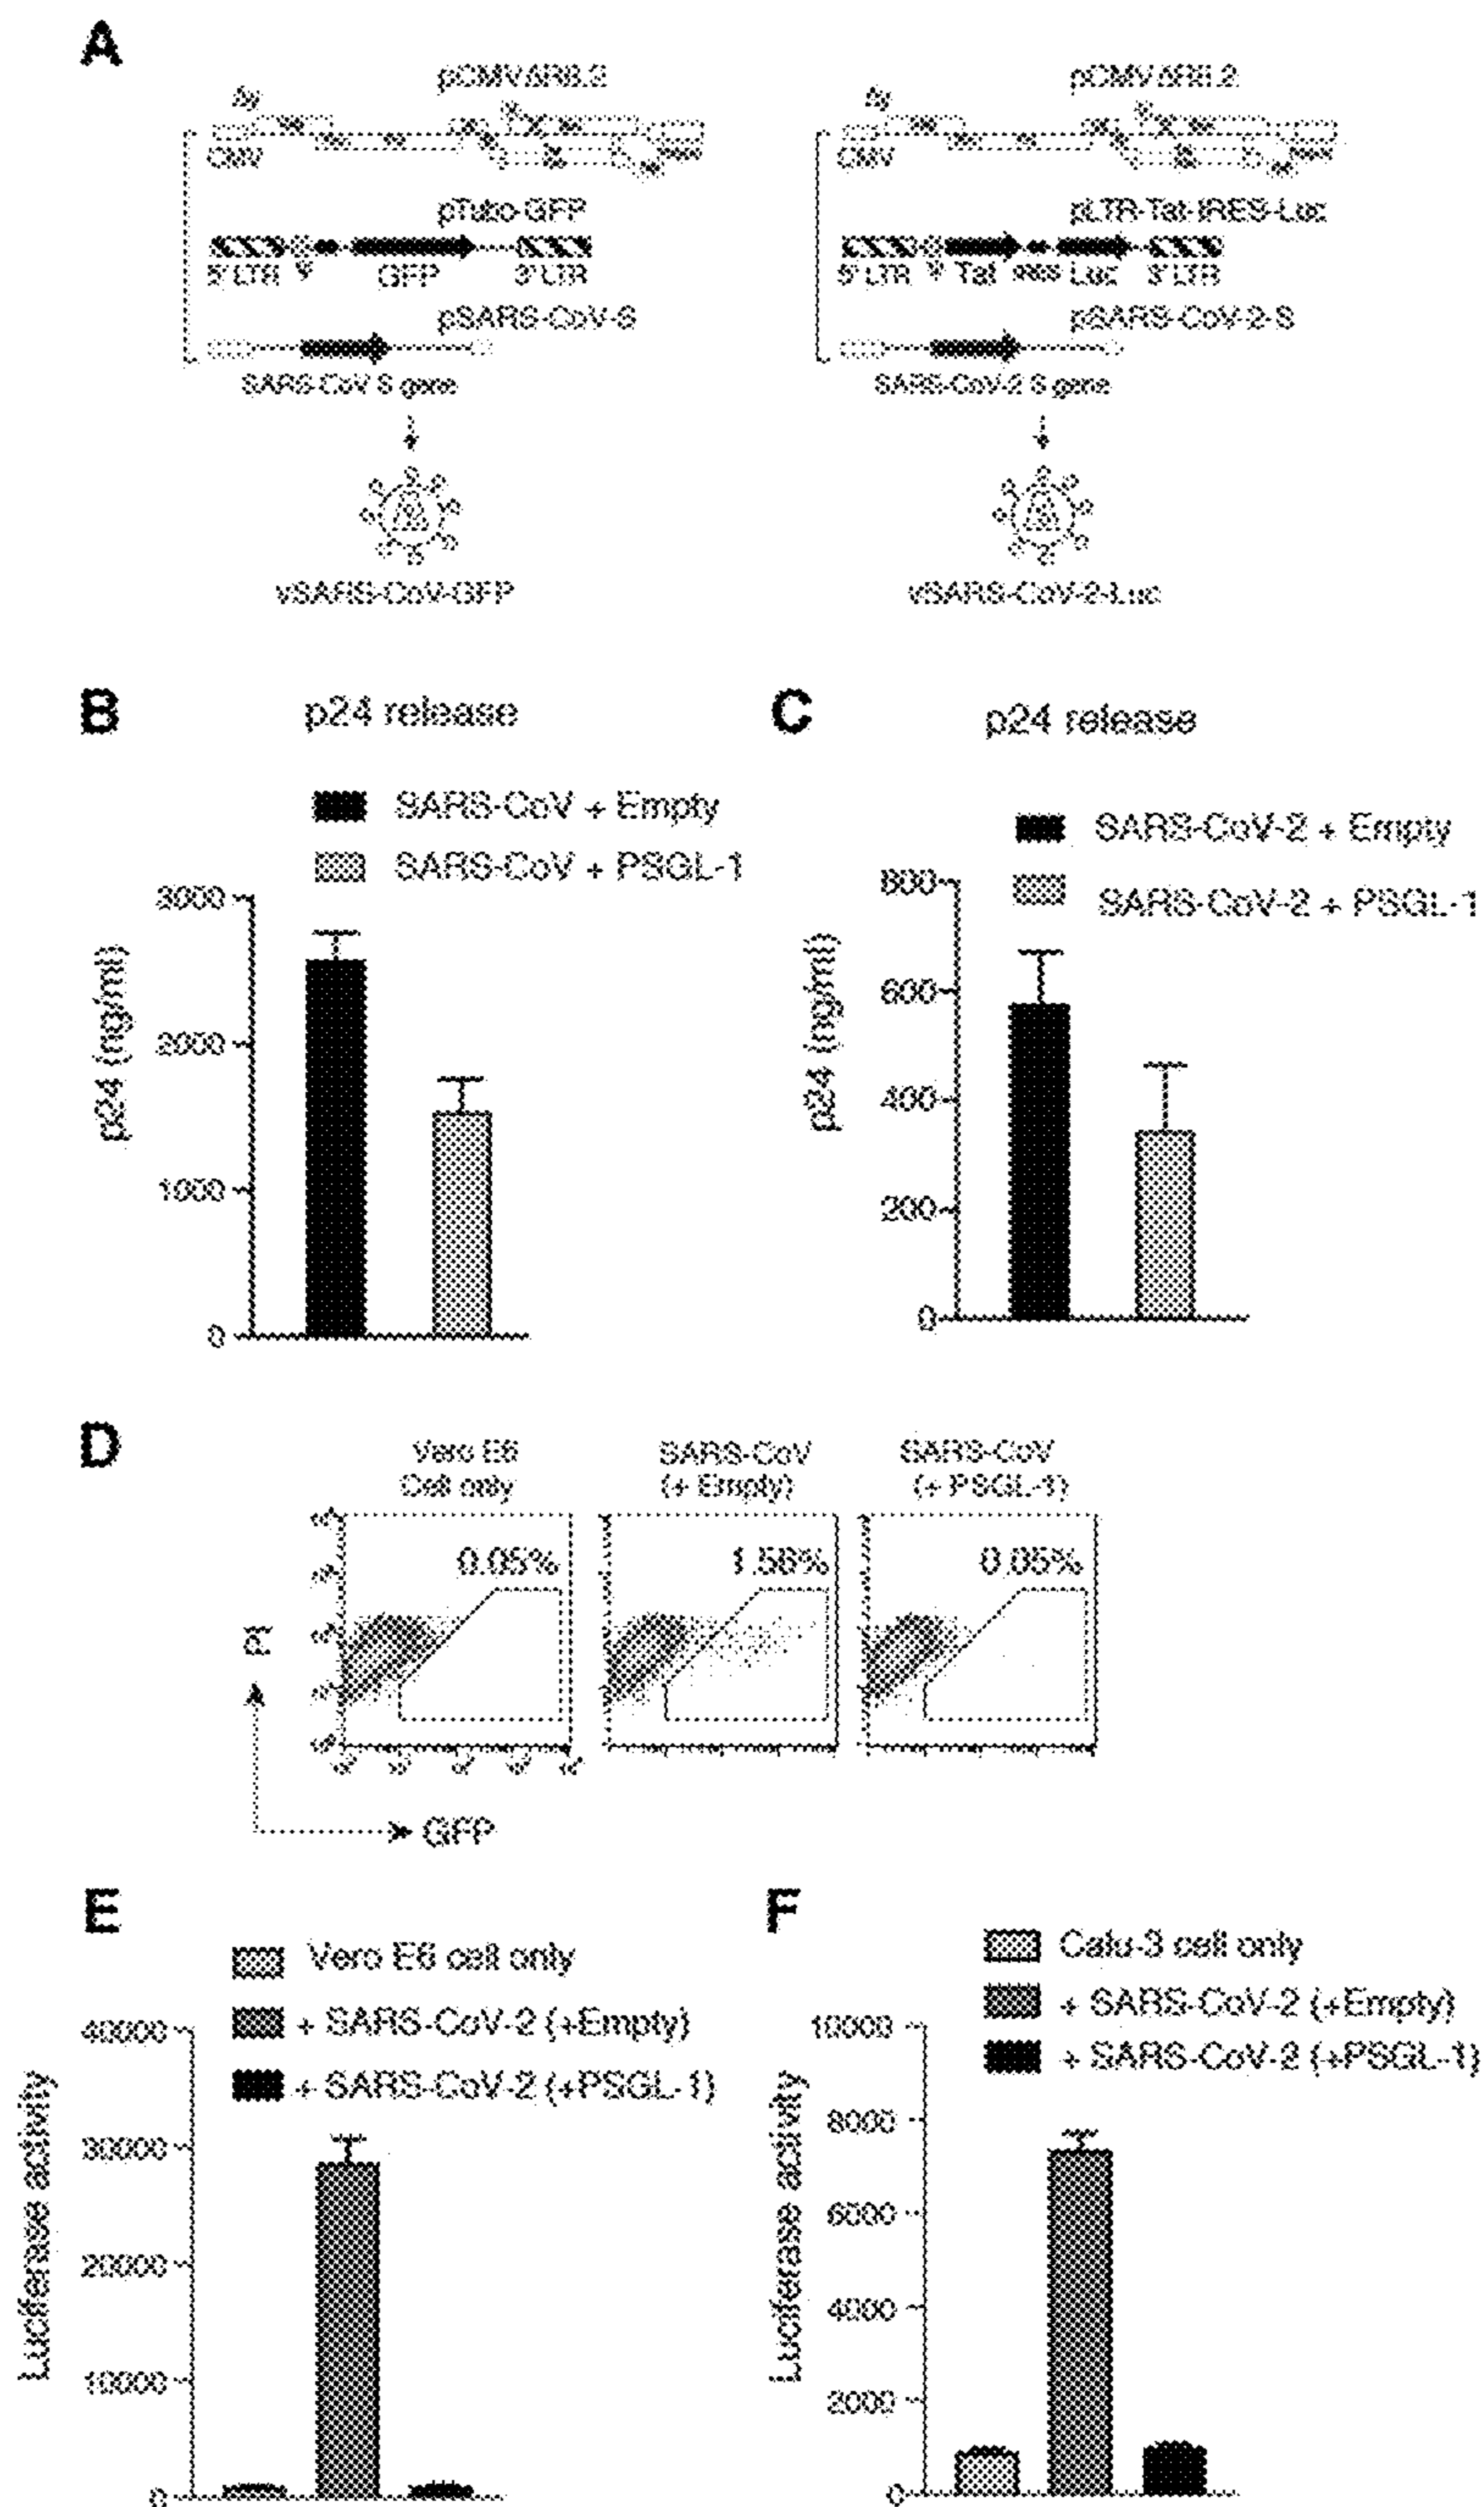 A
pCMVΔR8.2
Δψ
CMV
pTuko-GFP
5' LTR ψ GFP 3' LTR
pSARS-CoV-S
SARS-CoV S gene
vSARS-CoV-GFP
pCMVΔR8.2
Δψ
CMV
pLTR-Tat-IRES-Luc
5' LTR ψ Tat IRES Luc 3' LTR
pSARS-CoV-2-S
SARS-CoV-2 S gene
vSARS-CoV-2-Luc
B
p24 release
SARS-CoV + Empty
SARS-CoV + PSGL-1
p24 (ng/ml)
3000
2000
1000
0
C
p24 release
SARS-CoV-2 + Empty
SARS-CoV-2 + PSGL-1
p24 (ng/ml)
800
600
400
200
0
D
Vero E6
Cell only
SARS-CoV
(+ Empty)
SARS-CoV
(+ PSGL-1)
0.05%
1.56%
0.05%
PI
GFP
E
Vero E6 cell only
+ SARS-CoV-2 (+Empty)
+ SARS-CoV-2 (+PSGL-1)
Luciferase activity
40000
30000
20000
10000
0
F
Calu-3 cell only
+ SARS-CoV-2 (+Empty)
+ SARS-CoV-2 (+PSGL-1)
Luciferase activity
10000
8000
6000
4000
2000
0